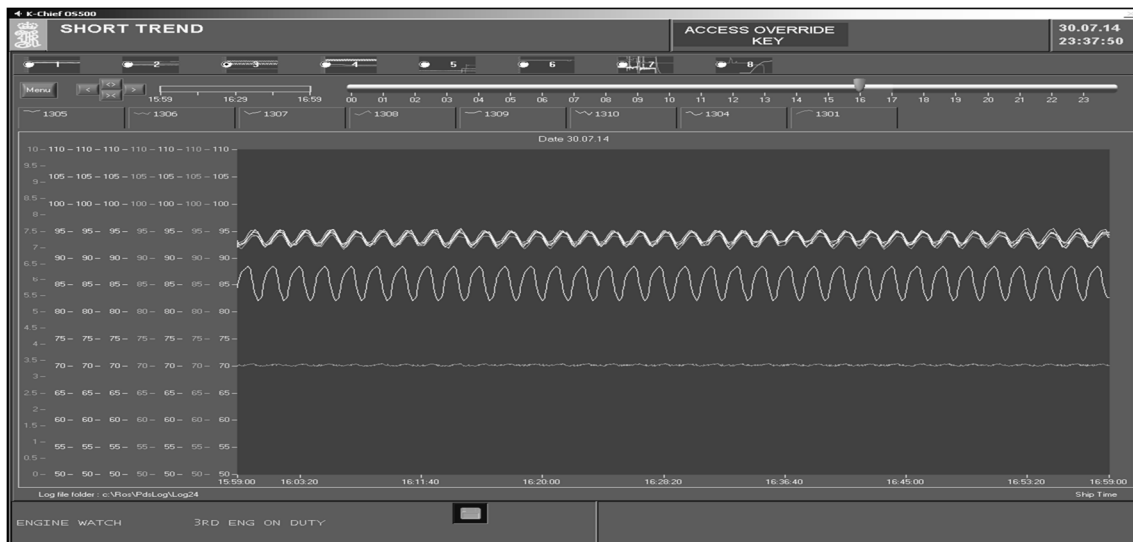 K-Chief OS500
SHORT TREND
ACCESS OVERRIDE
KEY
30.07.14
23:37:50
1 2 3 4 5 6 7 8
Menu
< <> >< >
15:59 16:29 16:59
00 01 02 03 04 05 06 07 08 09 10 11 12 13 14 15 16 17 18 19 20 21 22 23
1305 1306 1307 1308 1309 1310 1304 1301
Date 30.07.14
10 110 110 110 110 110 110 110
9.5
9 105 105 105 105 105 105 105
8.5 100 100 100 100 100 100 100
8
7.5 95 95 95 95 95 95 95
7
90 90 90 90 90 90 90
6.5
6 85 85 85 85 85 85 85
5.5
5 80 80 80 80 80 80 80
4.5
4 75 75 75 75 75 75 75
3.5 70 70 70 70 70 70 70
3
2.5 65 65 65 65 65 65 65
2
1.5 60 60 60 60 60 60 60
1 55 55 55 55 55 55 55
0.5
0 50 50 50 50 50 50 50
15:59:00 16:03:20 16:11:40 16:20:00 16:28:20 16:36:40 16:45:00 16:53:20 16:59:00
Log file folder : c:\Ros\PdsLog\Log24
Ship Time
ENGINE WATCH 3RD ENG ON DUTY